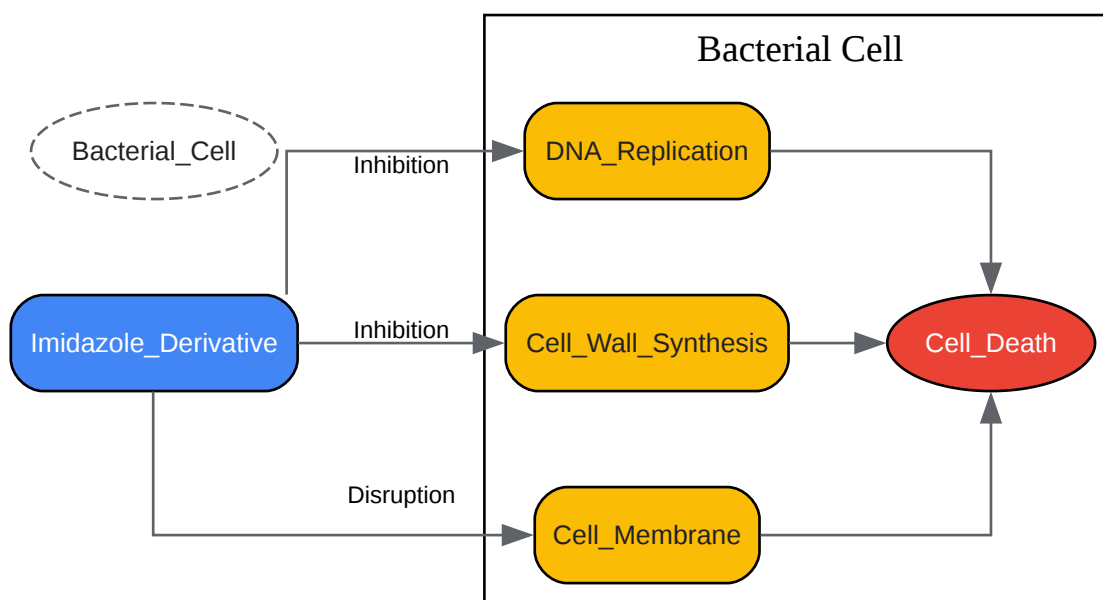 Bacterial Cell
Bacterial_Cell
Inhibition
DNA_Replication
Imidazole_Derivative
Inhibition
Cell_Wall_Synthesis
Cell_Death
Disruption
Cell_Membrane